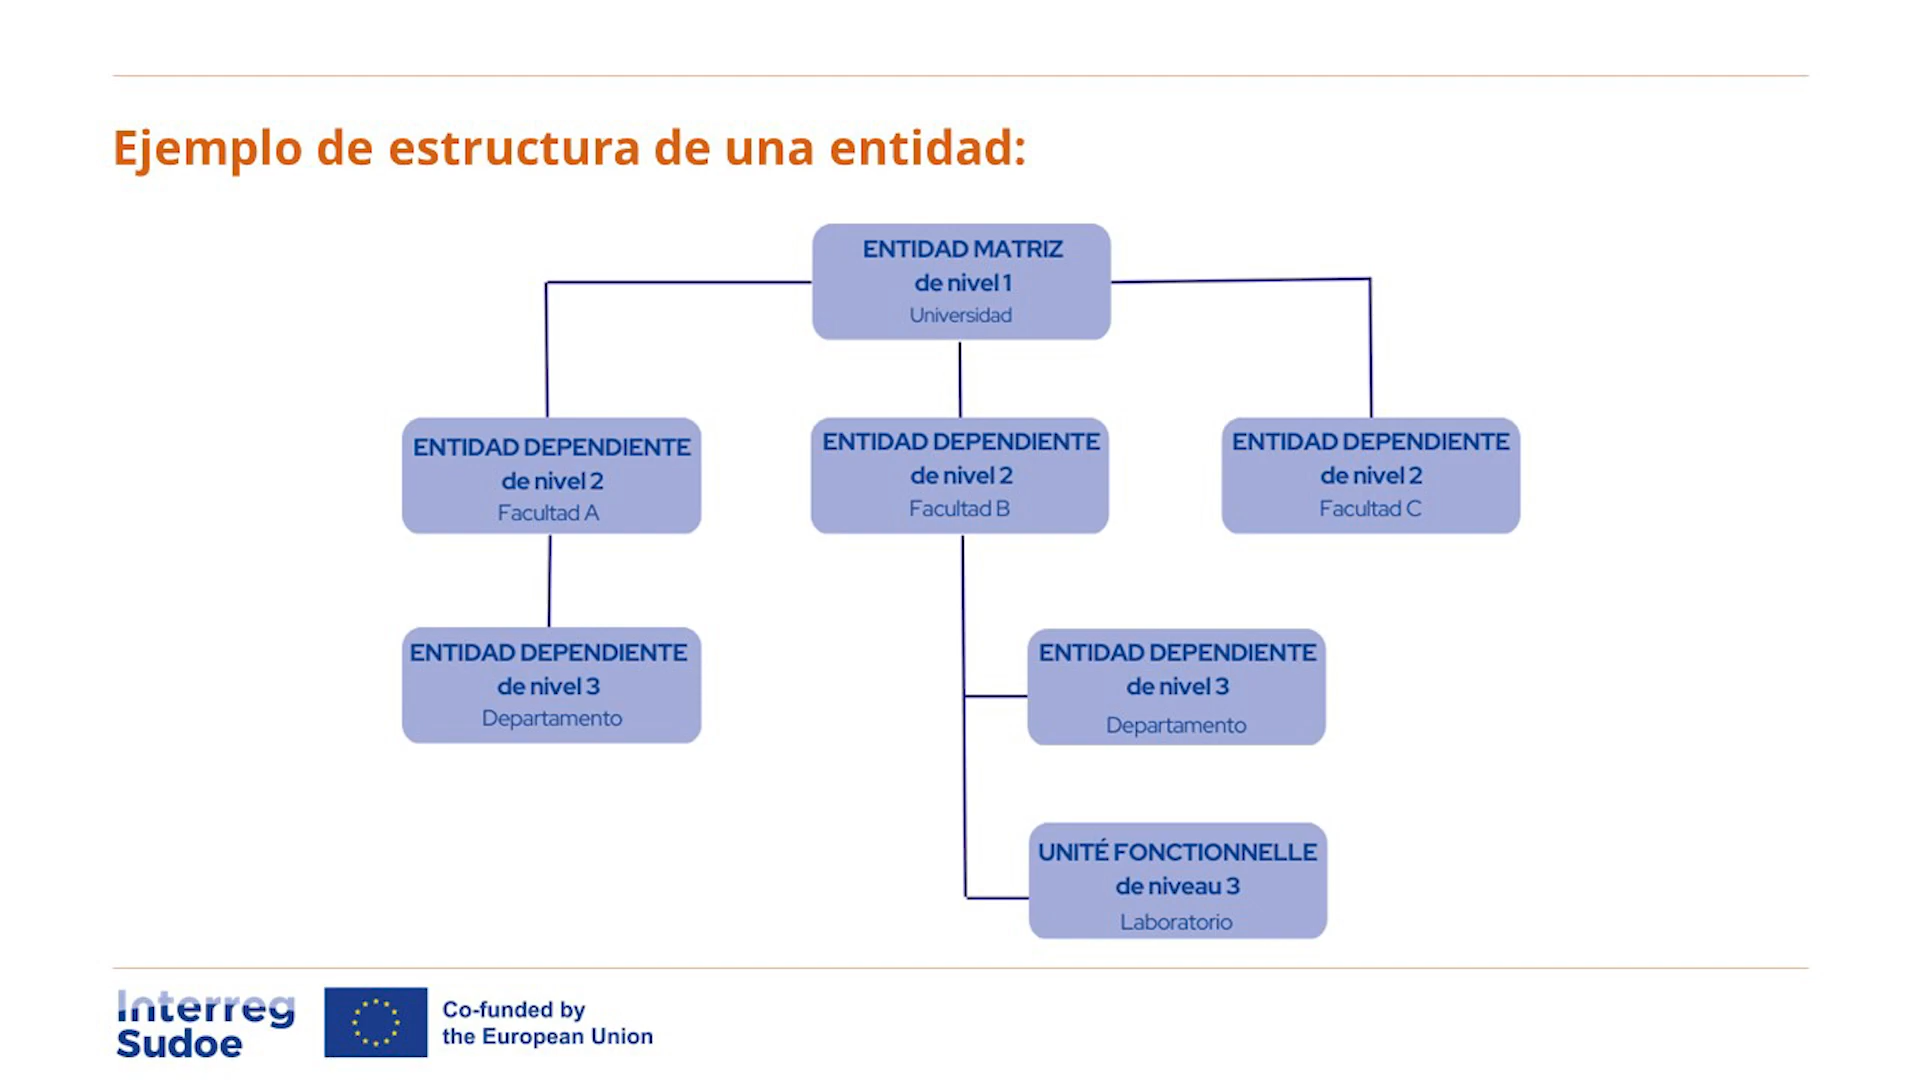 Ejemplo de estructura de una entidad:
ENTIDAD MATRIZ
de nivel 1
Universidad
ENTIDAD DEPENDIENTE
de nivel 2
Facultad A
ENTIDAD DEPENDIENTE
de nivel 2
Facultad B
ENTIDAD DEPENDIENTE
de nivel 2
Facultad C
ENTIDAD DEPENDIENTE
de nivel 3
Departamento
ENTIDAD DEPENDIENTE
de nivel 3
Departamento
UNITÉ FONCTIONNELLE
de niveau 3
Laboratorio
Interreg
Sudoe
Co-funded by
the European Union